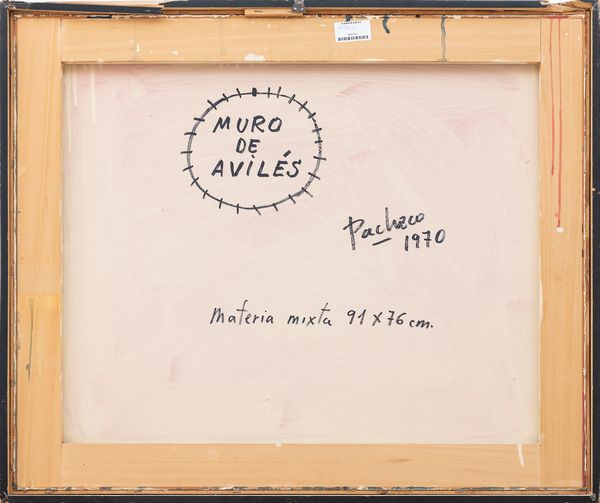 MURO
DE
AVILÉS
Pacheco
1970
Materia mixta 91 x 76 cm.